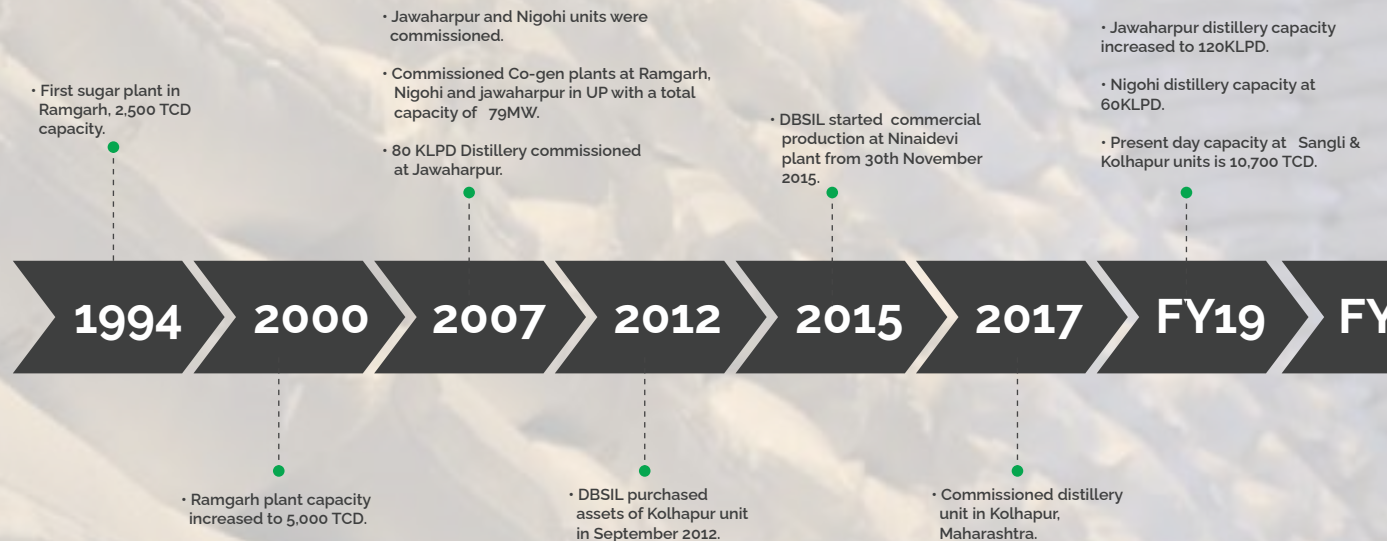 • Jawaharpur and Nigohi units were
commissioned.
• Commissioned Co-gen plants at Ramgarh,
Nigohi and jawaharpur in UP with a total
capacity of 79MW.
• 80 KLPD Distillery commissioned
at Jawaharpur.
• Jawaharpur distillery capacity
increased to 120KLPD.
• Nigohi distillery capacity at
60KLPD.
• Present day capacity at Sangli &
Kolhapur units is 10,700 TCD.
• First sugar plant in
Ramgarh, 2,500 TCD
capacity.
• DBSIL started commercial
production at Ninaidevi
plant from 30th November
2015.
1994
2000
2007
2012
2015
2017
FY19
FY
• Ramgarh plant capacity
increased to 5,000 TCD.
• DBSIL purchased
assets of Kolhapur unit
in September 2012.
• Commissioned distillery
unit in Kolhapur,
Maharashtra.